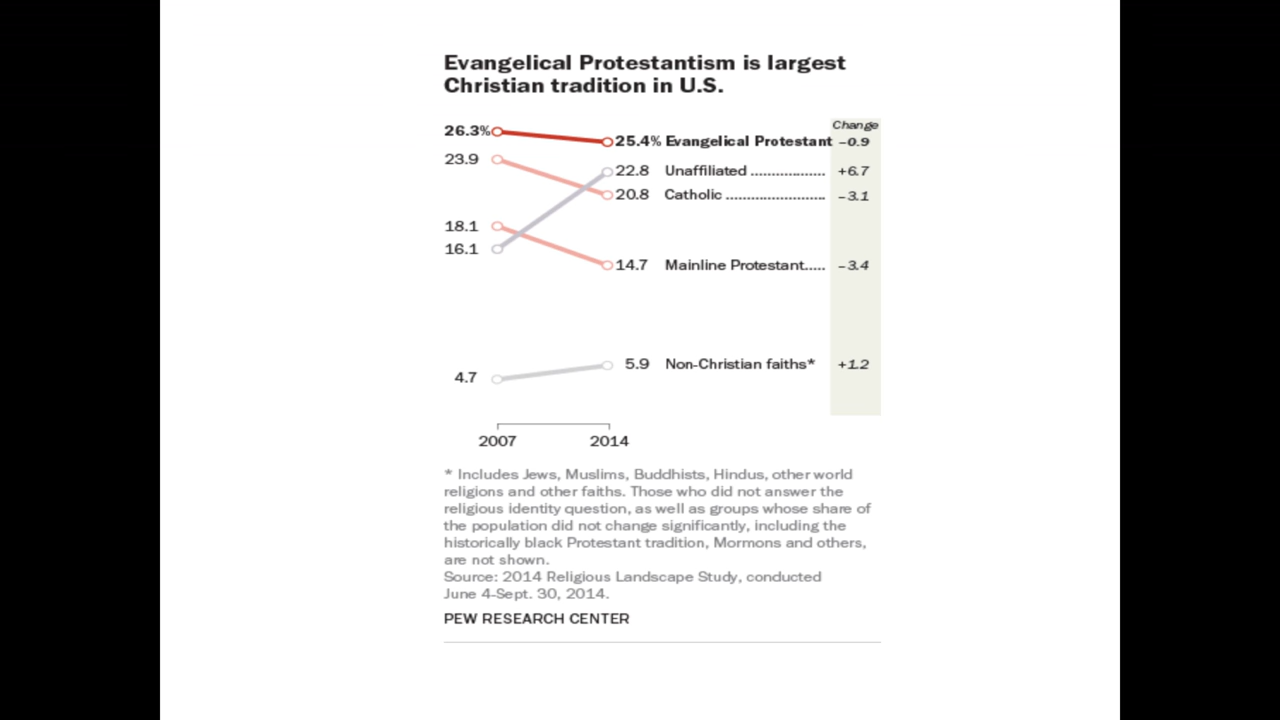 Evangelical Protestantism is largest
Christian tradition in U.S.
Change
26.3% 25.4% Evangelical Protestant –0.9
23.9
22.8 Unaffiliated .................. +6.7
20.8 Catholic ........................ –3.1
18.1
16.1
14.7 Mainline Protestant..... –3.4
5.9 Non-Christian faiths* +1.2
4.7
2007 2014
* Includes Jews, Muslims, Buddhists, Hindus, other world
religions and other faiths. Those who did not answer the
religious identity question, as well as groups whose share of
the population did not change significantly, including the
historically black Protestant tradition, Mormons and others,
are not shown.
Source: 2014 Religious Landscape Study, conducted
June 4-Sept. 30, 2014.
PEW RESEARCH CENTER